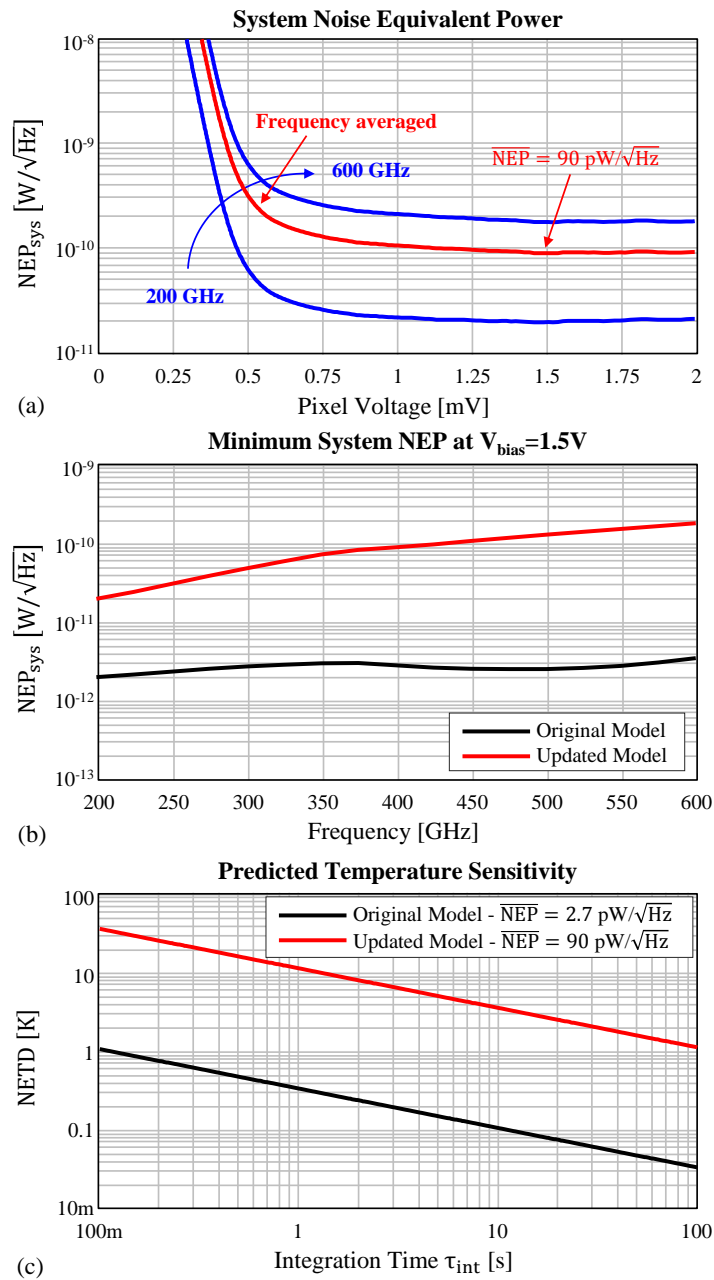 System Noise Equivalent Power
NEP_sys [W/√Hz]
10^-8
10^-9
10^-10
10^-11
Frequency averaged
N̅E̅P̅ = 90 pW/√Hz
600 GHz
200 GHz
0 0.25 0.5 0.75 1 1.25 1.5 1.75 2
(a)
Pixel Voltage [mV]
Minimum System NEP at V_bias=1.5V
NEP_sys [W/√Hz]
10^-9
10^-10
10^-11
10^-12
10^-13
Original Model
Updated Model
200 250 300 350 400 450 500 550 600
(b)
Frequency [GHz]
Predicted Temperature Sensitivity
NETD [K]
100
10
1
0.1
10m
Original Model - N̅E̅P̅ = 2.7 pW/√Hz
Updated Model - N̅E̅P̅ = 90 pW/√Hz
100m 1 10 100
(c)
Integration Time τ_int [s]